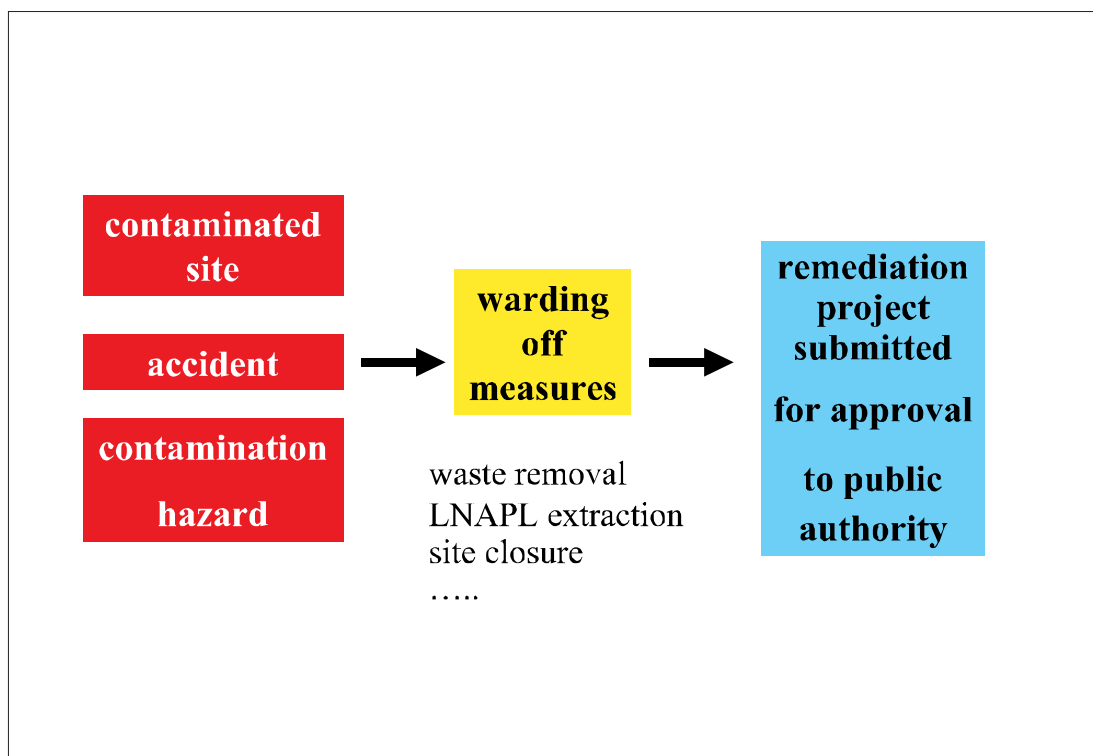 contaminated
site
accident
contamination
hazard
warding
off
measures
waste removal
LNAPL extraction
site closure
…..
remediation
project
submitted
for approval
to public
authority